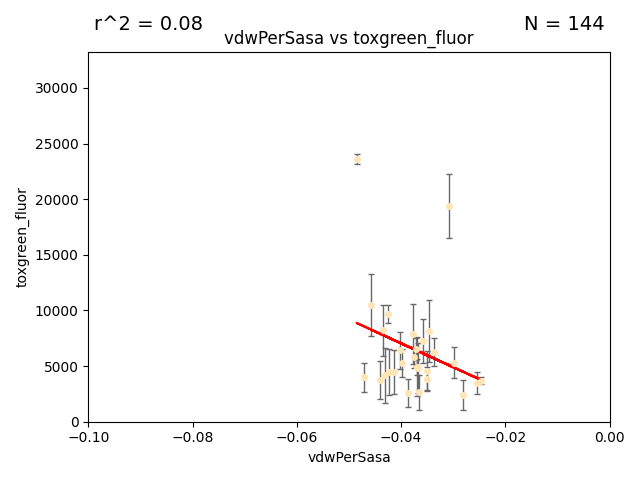 r^2 = 0.08
N = 144
vdwPerSasa vs toxgreen_fluor
30000
25000
20000
15000
10000
5000
0
toxgreen_fluor
−0.10
−0.08
−0.06
−0.04
−0.02
0.00
vdwPerSasa